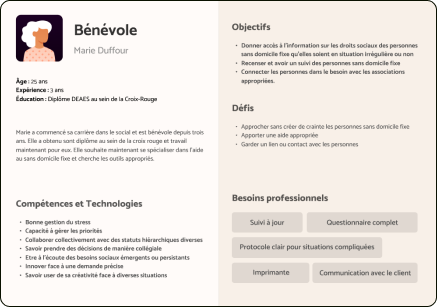 Bénévole
Marie Duffour
Âge : 25 ans
Expérience : 3 ans
Éducation : Diplôme DEAES au sein de la Croix-Rouge
Marie a commencé sa carrière dans le social et est bénévole depuis trois
ans. Elle a obtenu sont diplôme au sein de la croix rouge et travail
maintenant pour eux. Elle souhaite maintenant se spécialiser dans l'aide
au sans domicile fixe et cherche les outils appropriés.
Compétences et Technologies
• Bonne gestion du stress
• Capacité à gérer les priorités
• Collaborer collectivement avec des statuts hiérarchiques diverses
• Savoir prendre des décisions de manière collégiale
• Etre à l'écoute des besoins sociaux émergents ou persistants
• Innover face à une demande précise
• Savoir user de sa créativité face à diverses situations
Objectifs
• Donner accès à l'information sur les droits sociaux des personnes
sans domicile fixe qu'elles soient en situation irrégulière ou non
• Recenser et avoir un suivi des personnes sans domicile fixe
• Connecter les personnes dans le besoin avec les associations
appropriées.
Défis
• Approcher sans créer de crainte les personnes sans domicile fixe
• Apporter une aide appropriée
• Garder un lien ou contact avec les personnes
Besoins professionnels
Suivi à jour
Questionnaire complet
Protocole clair pour situations compliquées
Imprimante
Communication avec le client